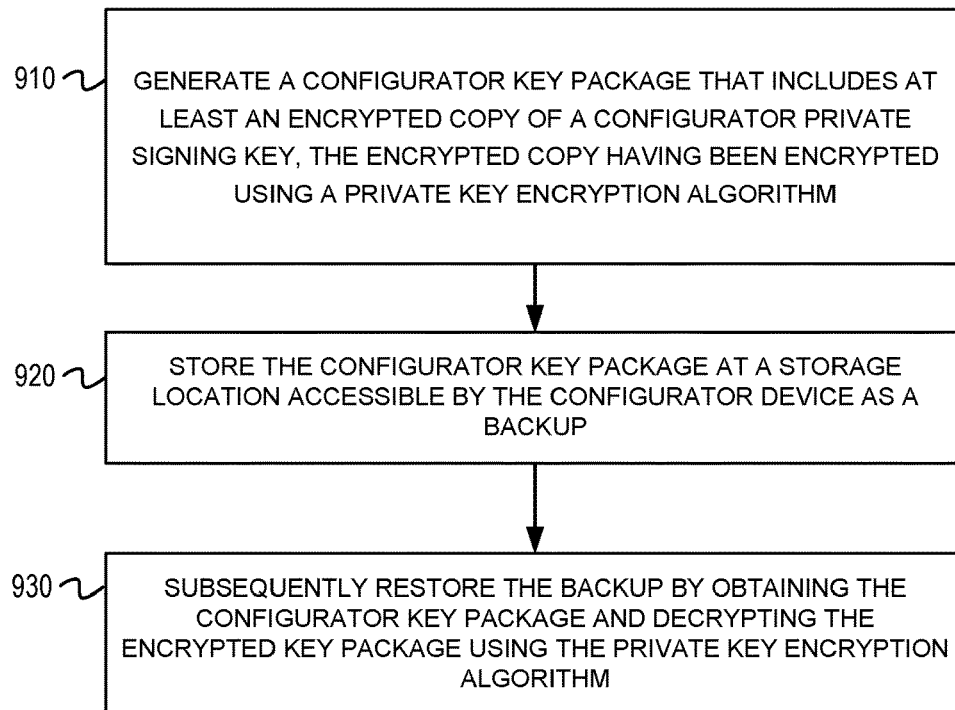 910
GENERATE A CONFIGURATOR KEY PACKAGE THAT INCLUDES AT
LEAST AN ENCRYPTED COPY OF A CONFIGURATOR PRIVATE
SIGNING KEY, THE ENCRYPTED COPY HAVING BEEN ENCRYPTED
USING A PRIVATE KEY ENCRYPTION ALGORITHM
920
STORE THE CONFIGURATOR KEY PACKAGE AT A STORAGE
LOCATION ACCESSIBLE BY THE CONFIGURATOR DEVICE AS A
BACKUP
930
SUBSEQUENTLY RESTORE THE BACKUP BY OBTAINING THE
CONFIGURATOR KEY PACKAGE AND DECRYPTING THE
ENCRYPTED KEY PACKAGE USING THE PRIVATE KEY ENCRYPTION
ALGORITHM